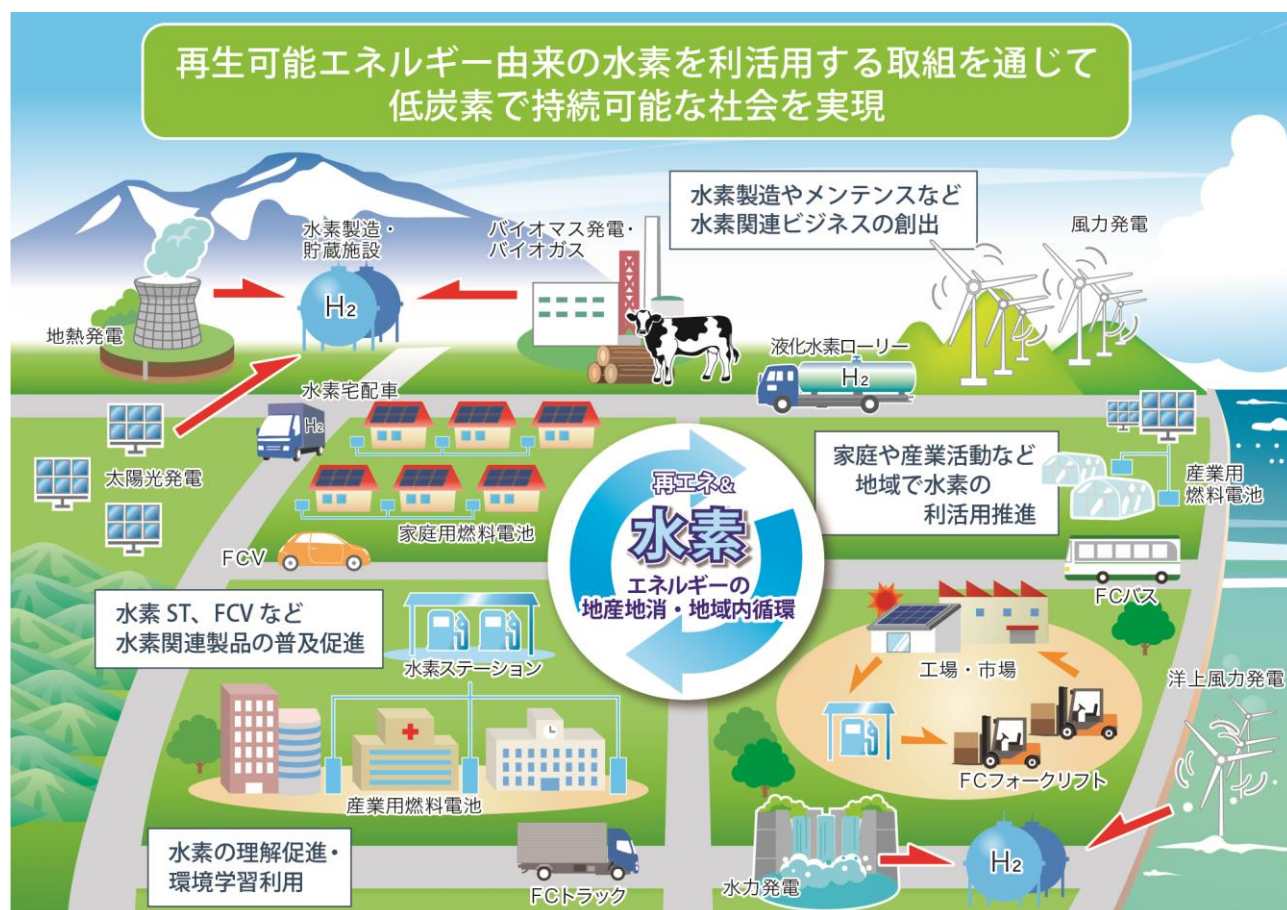 再生可能エネルギー由来の水素を利活用する取組を通じて
低炭素で持続可能な社会を実現
水素製造やメンテンスなど
水素関連ビジネスの創出
水素製造・
貯蔵施設
バイオマス発電・
バイオガス
風力発電
H2
地熱発電
液化水素ローリー
H2
水素宅配車
H2
太陽光発電
家庭用燃料電池
FCV
再エネ&
水素
エネルギーの
地産地消・地域内循環
家庭や産業活動など
地域で水素の
利活用推進
産業用
燃料電池
FCバス
水素 ST、FCV など
水素関連製品の普及促進
水素ステーション
工場・市場
洋上風力発電
FCフォークリフト
産業用燃料電池
水素の理解促進・
環境学習利用
FCトラック
水力発電
H2